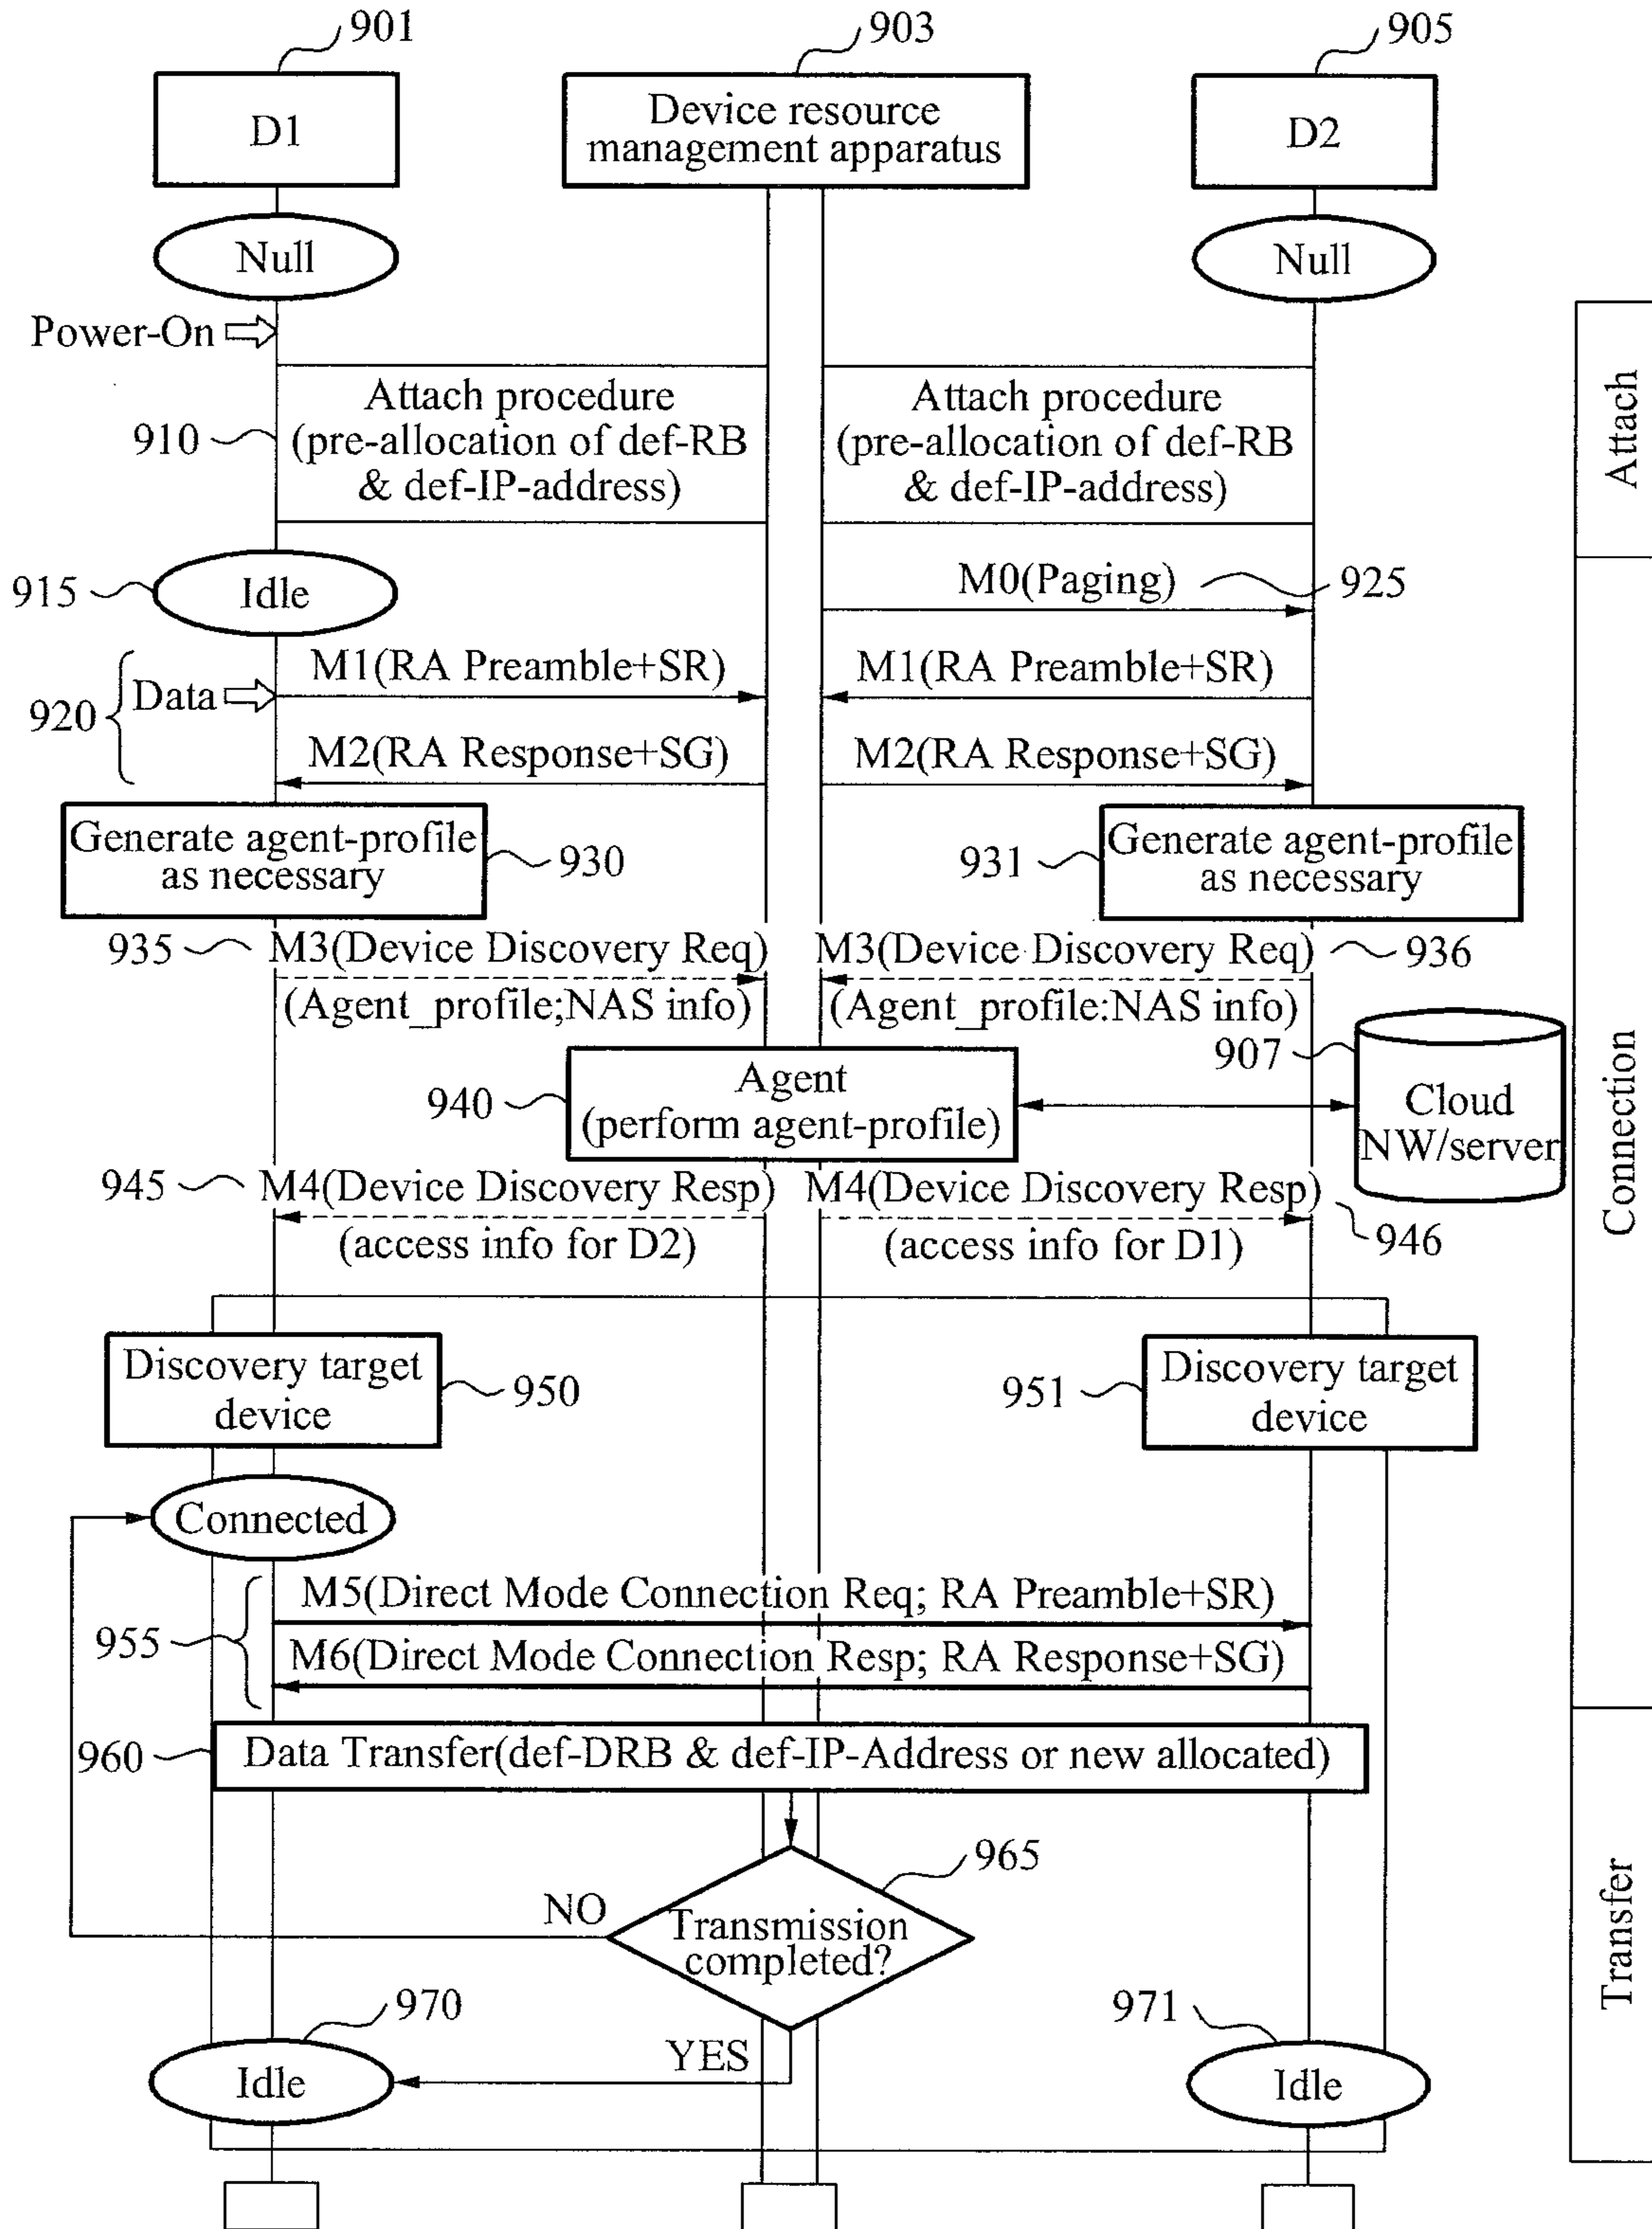 901
903
905
D1
Device resource
management apparatus
D2
Null
Null
Power-On
Attach procedure
(pre-allocation of def-RB
& def-IP-address)
Attach procedure
(pre-allocation of def-RB
& def-IP-address)
910
Attach
915
Idle
M0(Paging)
925
M1(RA Preamble+SR)
M1(RA Preamble+SR)
920
Data
M2(RA Response+SG)
M2(RA Response+SG)
Generate agent-profile
as necessary
930
931
Generate agent-profile
as necessary
935
M3(Device Discovery Req)
M3(Device Discovery Req)
936
(Agent_profile;NAS info)
(Agent_profile:NAS info)
907
940
Agent
(perform agent-profile)
Cloud
NW/server
Connection
945
M4(Device Discovery Resp)
M4(Device Discovery Resp)
946
(access info for D2)
(access info for D1)
Discovery target
device
950
951
Discovery target
device
Connected
955
M5(Direct Mode Connection Req; RA Preamble+SR)
M6(Direct Mode Connection Resp; RA Response+SG)
960
Data Transfer(def-DRB & def-IP-Address or new allocated)
965
NO
Transmission
completed?
Transfer
970
971
YES
Idle
Idle